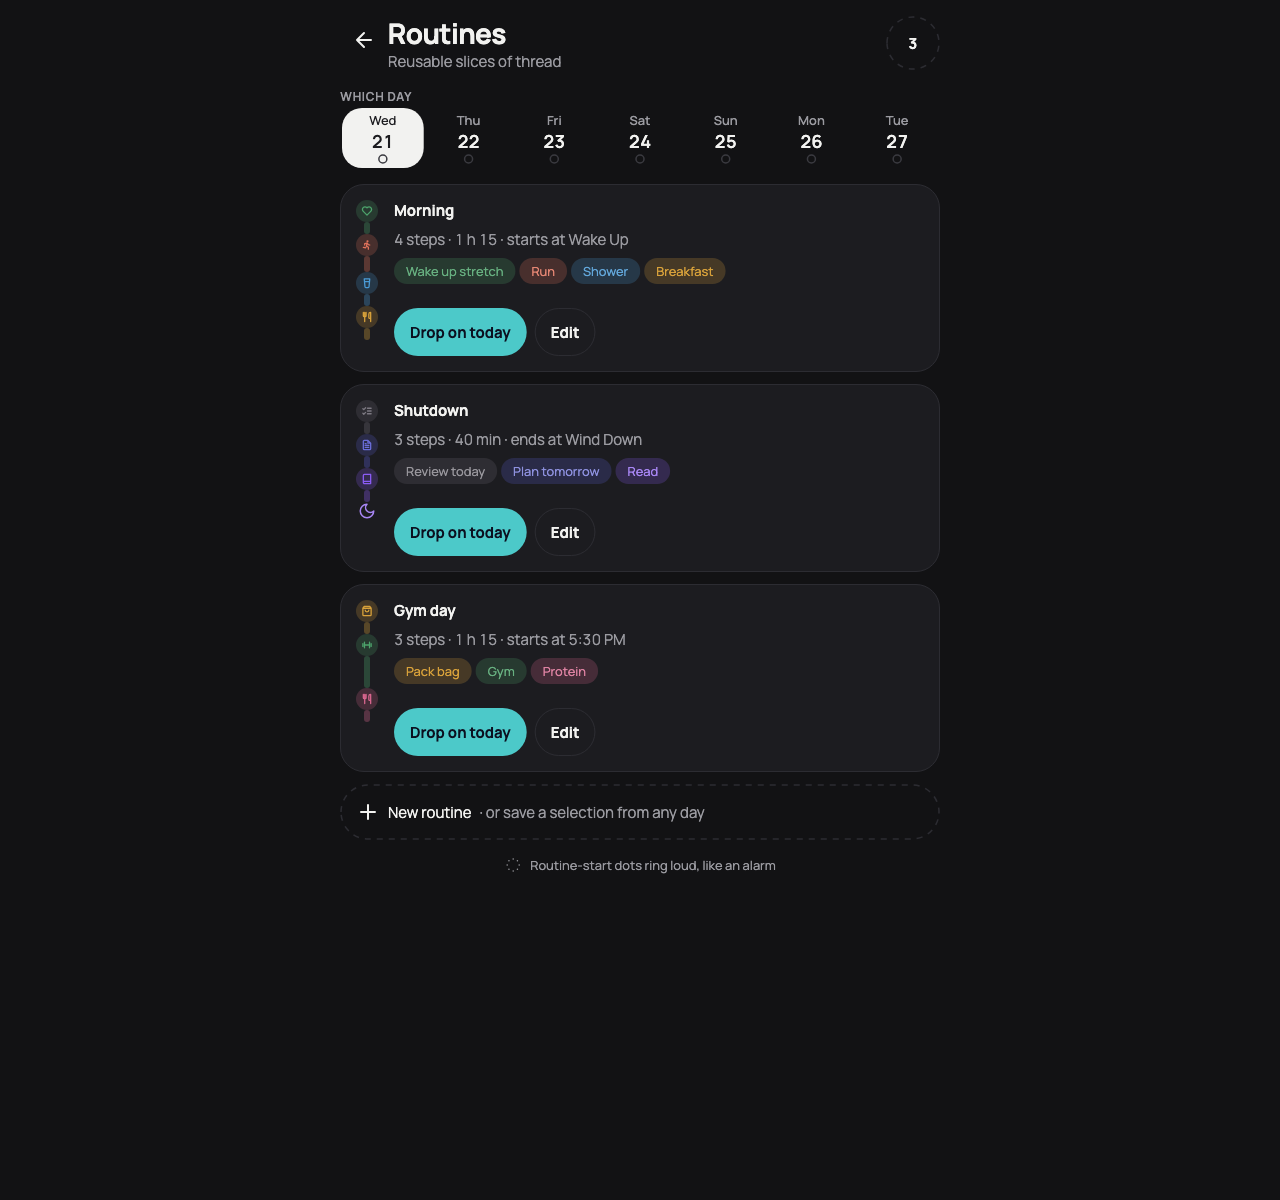 Routines
Reusable slices of thread
3
WHICH DAY
Wed Thu Fri Sat Sun Mon Tue
21 22 23 24 25 26 27
Morning
4 steps · 1 h 15 · starts at Wake Up
Wake up stretch Run Shower Breakfast
Drop on today Edit
Shutdown
3 steps · 40 min · ends at Wind Down
Review today Plan tomorrow Read
Drop on today Edit
Gym day
3 steps · 1 h 15 · starts at 5:30 PM
Pack bag Gym Protein
Drop on today Edit
New routine · or save a selection from any day
Routine-start dots ring loud, like an alarm